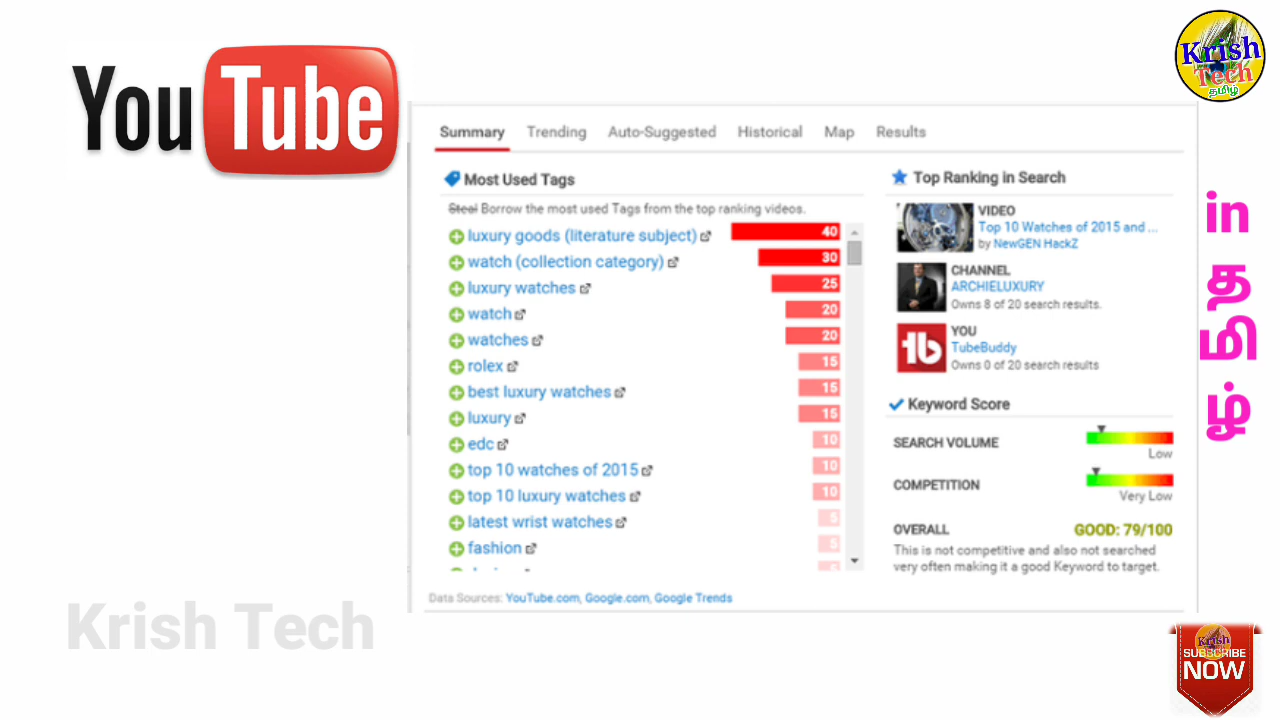 YouTube
Krish
Tech
தமிழ்
Summary Trending Auto-Suggested Historical Map Results
Most Used Tags
Steal Borrow the most used Tags from the top ranking videos.
luxury goods (literature subject) 40
watch (collection category) 30
luxury watches 25
watch 20
watches 20
rolex 15
best luxury watches 15
luxury 15
edc 10
top 10 watches of 2015 10
top 10 luxury watches 10
latest wrist watches 5
fashion 5
5
Data Sources: YouTube.com, Google.com, Google Trends
Top Ranking in Search
VIDEO
Top 10 Watches of 2015 and ...
by NewGEN HackZ
CHANNEL
ARCHIELUXURY
Owns 8 of 20 search results.
tb
YOU
TubeBuddy
Owns 0 of 20 search results
Keyword Score
SEARCH VOLUME
Low
COMPETITION
Very Low
OVERALL GOOD: 79/100
This is not competitive and also not searched
very often making it a good Keyword to target.
in
த
மி
ழ்
Krish Tech
Krish
SUBSCRIBE
NOW